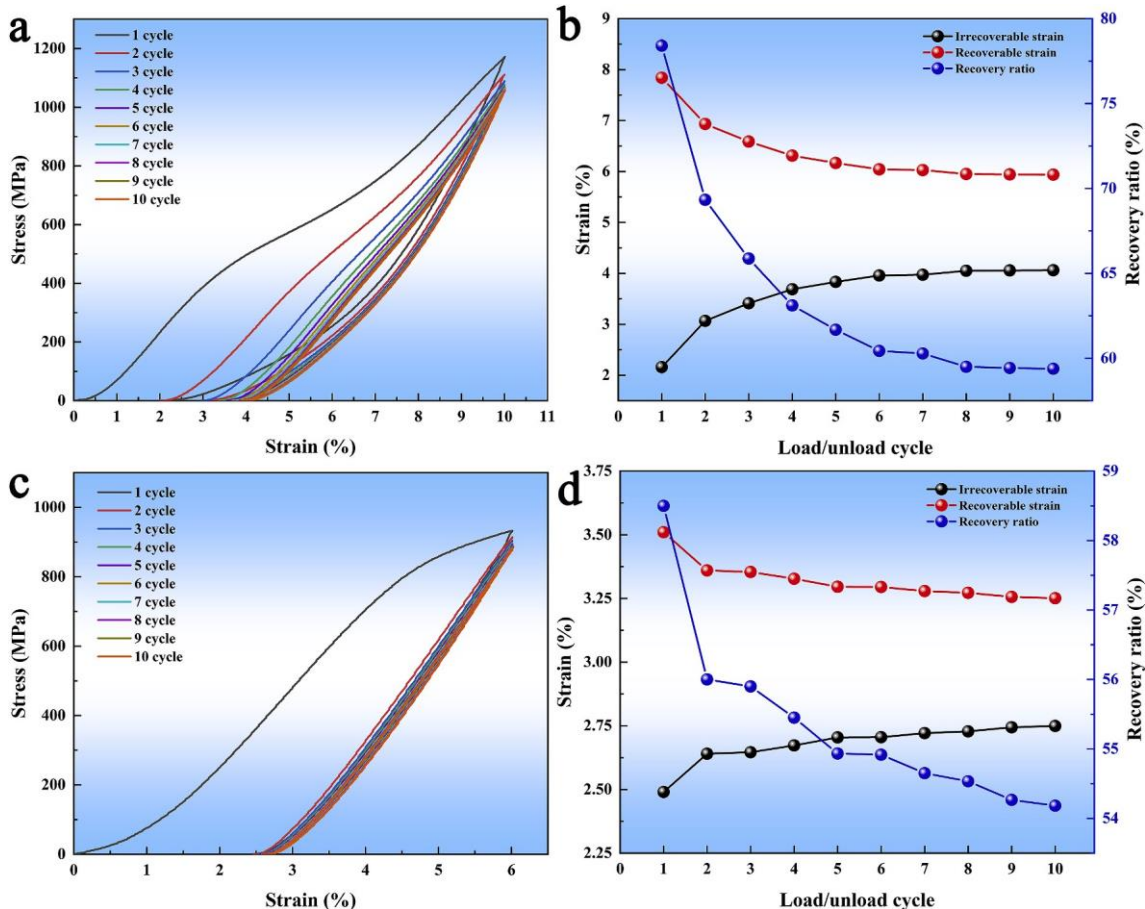 a
1 cycle
2 cycle
3 cycle
4 cycle
5 cycle
6 cycle
7 cycle
8 cycle
9 cycle
10 cycle
Stress (MPa)
1200
1000
800
600
400
200
0
0 1 2 3 4 5 6 7 8 9 10 11
Strain (%)
b
Irrecoverable strain
Recoverable strain
Recovery ratio
Strain (%)
9
8
7
6
5
4
3
2
Recovery ratio (%)
80
75
70
65
60
0 1 2 3 4 5 6 7 8 9 10
Load/unload cycle
c
1 cycle
2 cycle
3 cycle
4 cycle
5 cycle
6 cycle
7 cycle
8 cycle
9 cycle
10 cycle
Stress (MPa)
1000
800
600
400
200
0
0 1 2 3 4 5 6
Strain (%)
d
Irrecoverable strain
Recoverable strain
Recovery ratio
Strain (%)
3.75
3.50
3.25
3.00
2.75
2.50
2.25
Recovery ratio (%)
59
58
57
56
55
54
0 1 2 3 4 5 6 7 8 9 10
Load/unload cycle